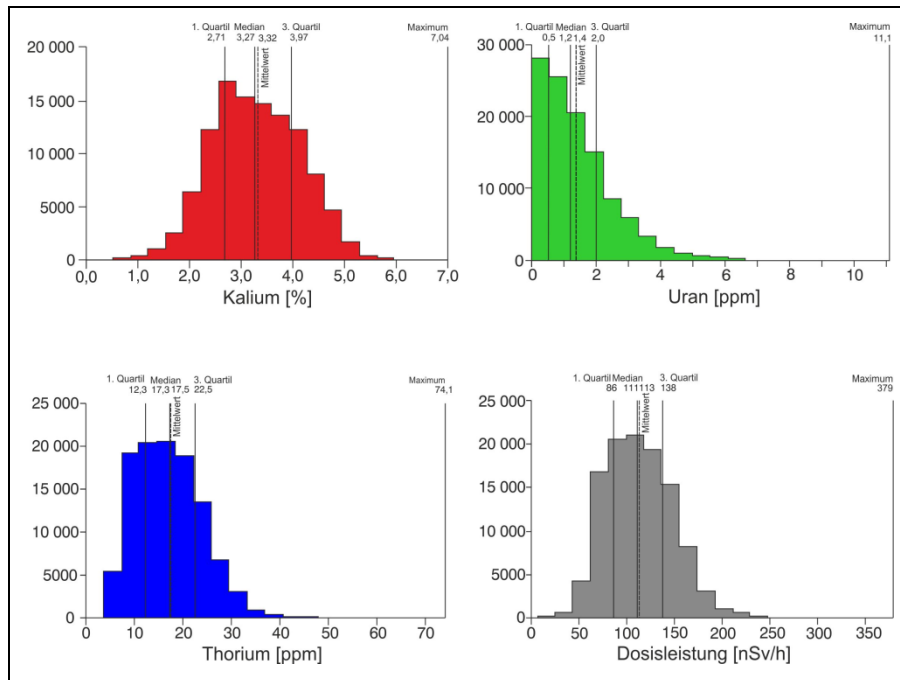 1. Quartil Median 3. Quartil Maximum
2,71 3,27 3,32 3,97 7,04
Mittelwert
20 000
15 000
10 000
5000
0
0,0 1,0 2,0 3,0 4,0 5,0 6,0 7,0
Kalium [%]
1. Quartil Median 3. Quartil Maximum
0,5 1,2 1,4 2,0 11,1
Mittelwert
30 000
20 000
10 000
0
0 2 4 6 8 10
Uran [ppm]
1. Quartil Median 3. Quartil Maximum
12,3 17,3 17,5 22,5 74,1
Mittelwert
25 000
20 000
15 000
10 000
5000
0
0 10 20 30 40 50 60 70
Thorium [ppm]
1. Quartil Median 3. Quartil Maximum
86 111 113 138 379
Mittelwert
25 000
20 000
15 000
10 000
5000
0
0 50 100 150 200 250 300 350
Dosisleistung [nSv/h]